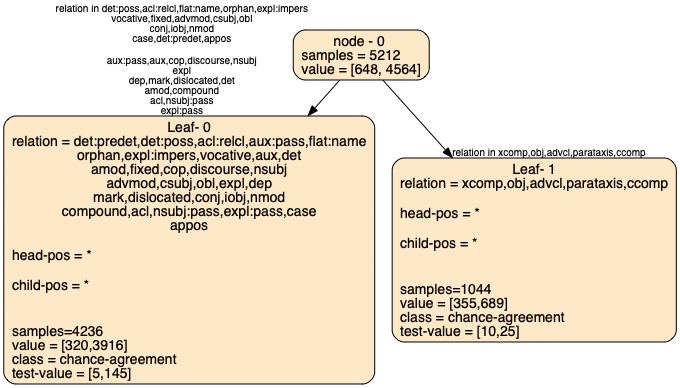 relation in det:poss,acl:relcl,flat:name,orphan,expl:impers
vocative,fixed,advmod,csubj,obl
conj,iobj,nmod
case,det:predet,appos
aux:pass,aux,cop,discourse,nsubj
expl
dep,mark,dislocated,det
amod,compound
acl,nsubj:pass
expl:pass
node - 0
samples = 5212
value = [648, 4564]
Leaf- 0
relation = det:predet,det:poss,acl:relcl,aux:pass,flat:name
orphan,expl:impers,vocative,aux,det
amod,fixed,cop,discourse,nsubj
advmod,csubj,obl,expl,dep
mark,dislocated,conj,iobj,nmod
compound,acl,nsubj:pass,expl:pass,case
appos
head-pos = *
child-pos = *
samples=4236
value = [320,3916]
class = chance-agreement
test-value = [5,145]
relation in xcomp,obj,advcl,parataxis,ccomp
Leaf- 1
relation = xcomp,obj,advcl,parataxis,ccomp
head-pos = *
child-pos = *
samples=1044
value = [355,689]
class = chance-agreement
test-value = [10,25]